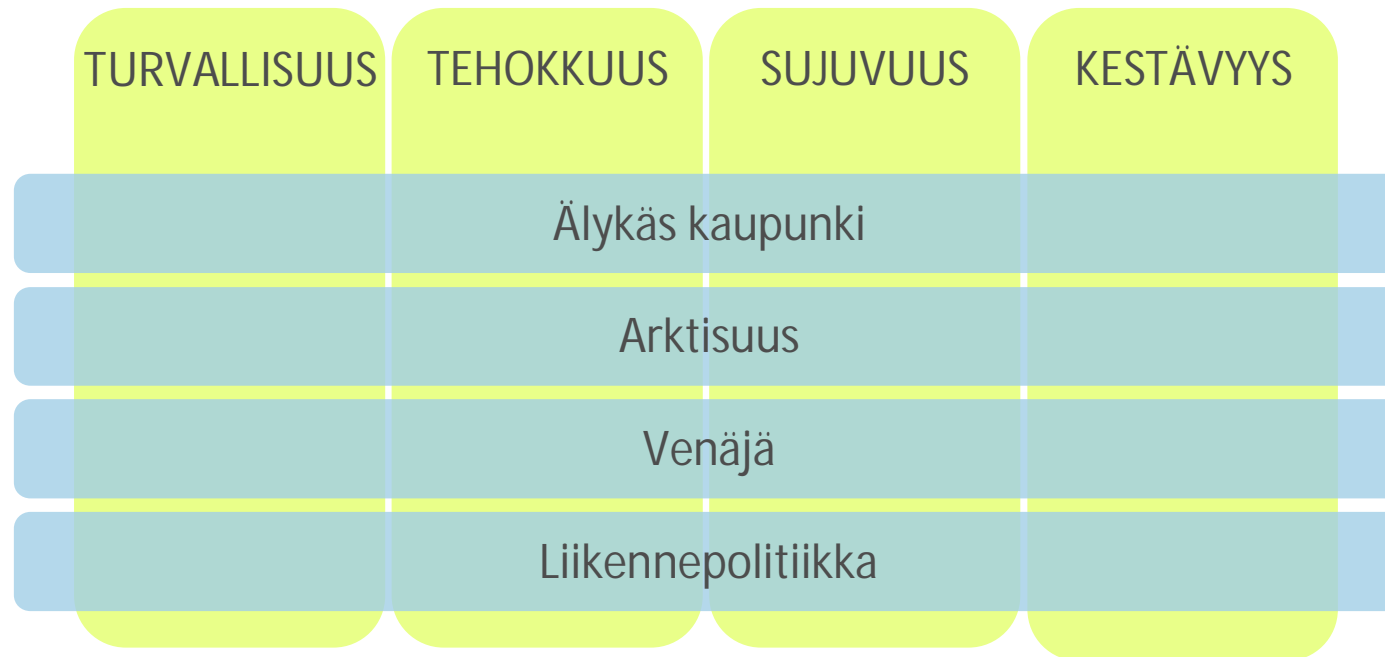 TURVALLISUUS
TEHOKKUUS
SUJUVUUS
KESTÄVYYS
Älykäs kaupunki
Arktisuus
Venäjä
Liikennepolitiikka